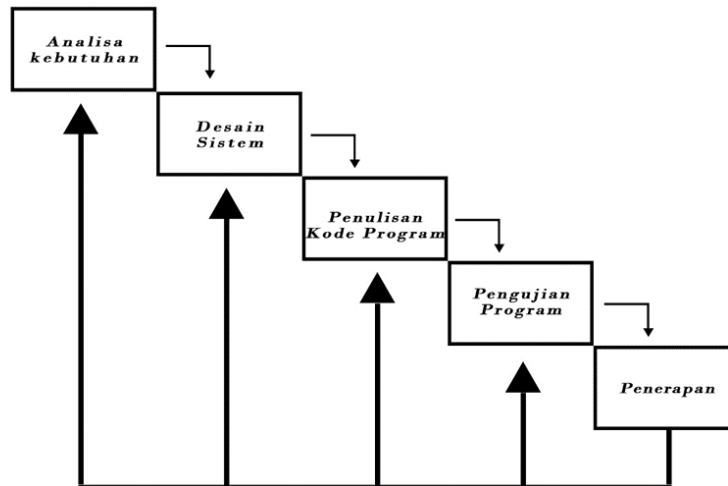 Analisa
kebutuhan
Desain
Sistem
Penulisan
Kode Program
Pengujian
Program
Penerapan